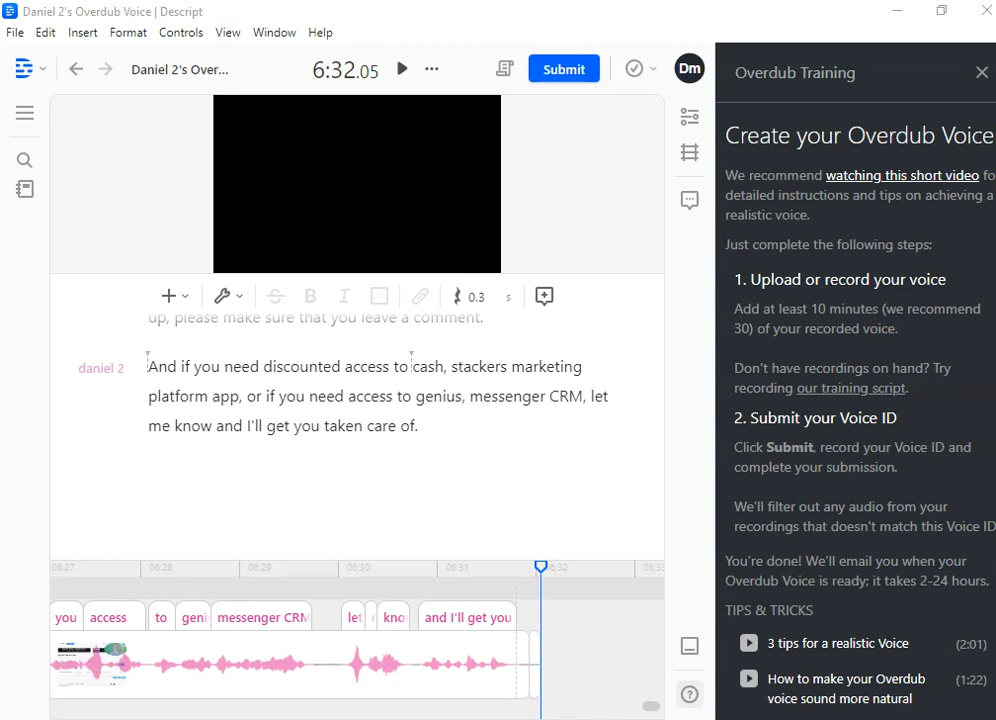 Daniel 2's Overdub Voice | Descript
File Edit Insert Format Controls View Window Help
Daniel 2's Over...
6:32.05
Submit
Dm
Overdub Training
Create your Overdub Voice
We recommend watching this short video fo
detailed instructions and tips on achieving a
realistic voice.
Just complete the following steps:
1. Upload or record your voice
Add at least 10 minutes (we recommend
30) of your recorded voice.
Don't have recordings on hand? Try
recording our training script.
2. Submit your Voice ID
Click Submit, record your Voice ID and
complete your submission.
We'll filter out any audio from your
recordings that doesn't match this Voice ID
You're done! We'll email you when your
Overdub Voice is ready; it takes 2-24 hours.
TIPS & TRICKS
3 tips for a realistic Voice (2:01)
How to make your Overdub (1:22)
voice sound more natural
B I 0.3 s
up, please make sure that you leave a comment.
daniel 2
And if you need discounted access to cash, stackers marketing
platform app, or if you need access to genius, messenger CRM, let
me know and I'll get you taken care of.
06:27 06:28 06:29 06:30 06:31 06:32 06:33
you access to geni messenger CRM let kno and I'll get you